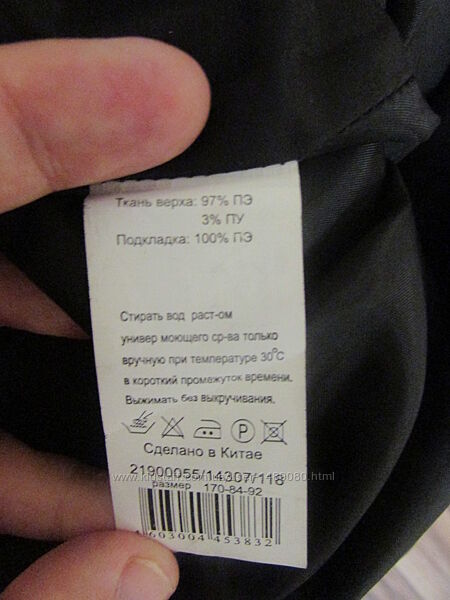 Ткань верха: 97% ПЭ
3% ПУ
Подкладка: 100% ПЭ
Стирать вод раст-ом
универ моющего ср-ва только
вручную при температуре 30°С
в короткий промежуток времени.
Выжимать без выкручивания.
P
Сделано в Китае
21900055/14307/118
размер 170-84-92
4603004453832